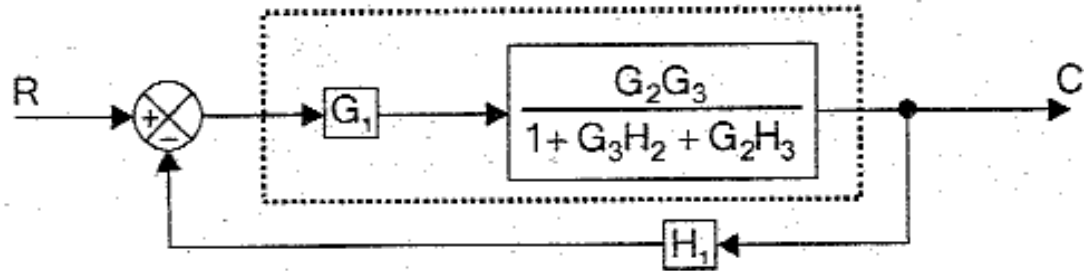 R
+
−
G₁
G₂G₃
1+ G₃H₂ + G₂H₃
C
H₁